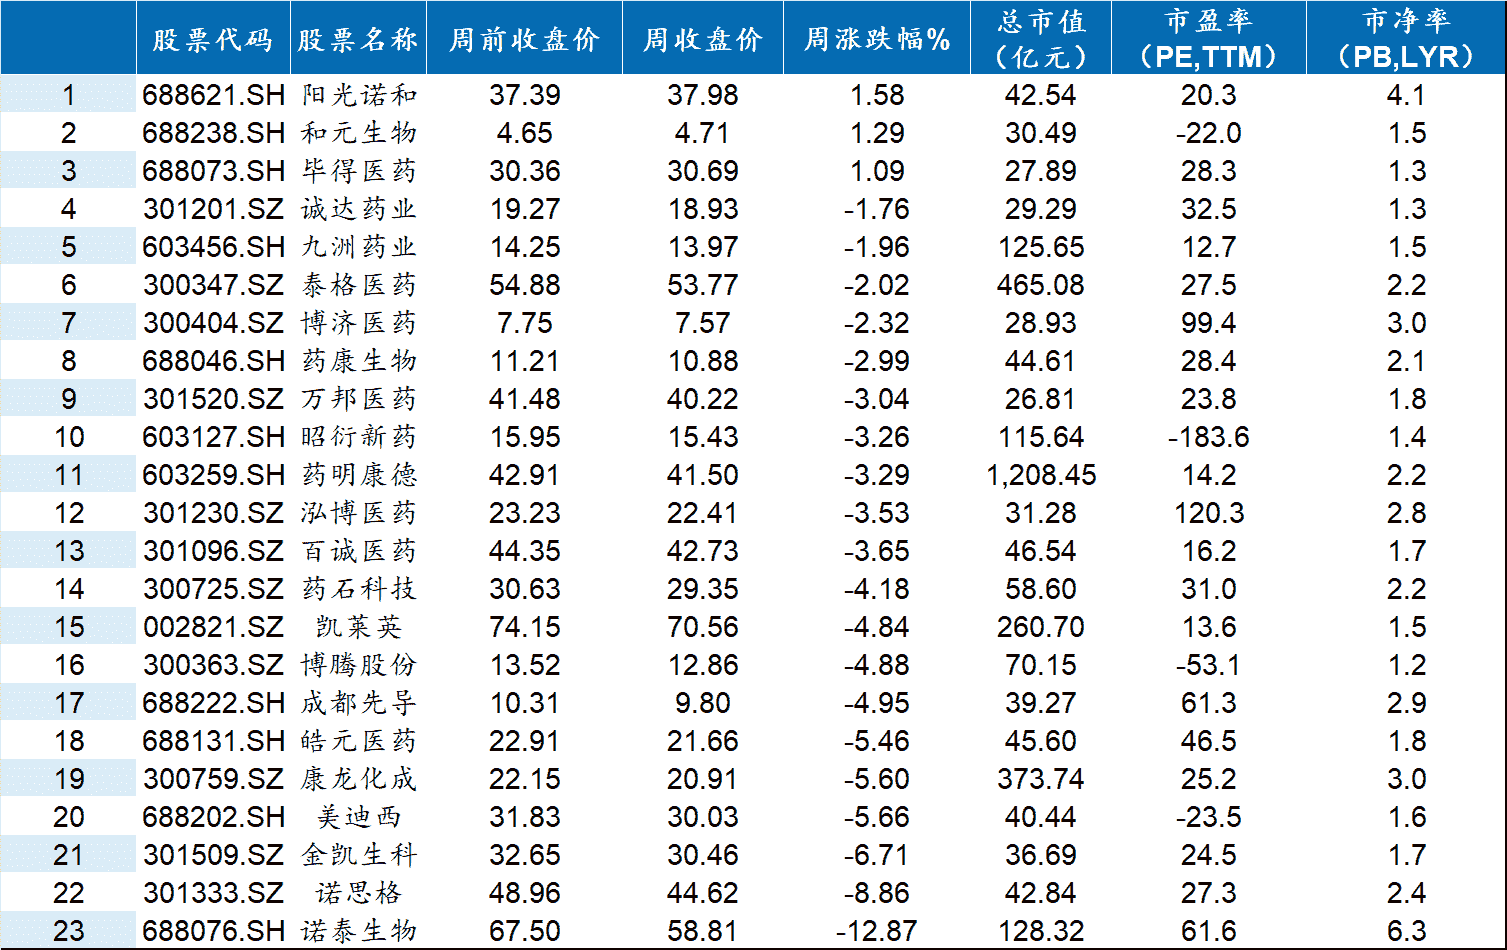 股票代码 股票名称 周前收盘价 周收盘价 周涨跌幅% 总市值（亿元） 市盈率（PE,TTM） 市净率（PB,LYR）
1 688621.SH 阳光诺和 37.39 37.98 1.58 42.54 20.3 4.1
2 688238.SH 和元生物 4.65 4.71 1.29 30.49 -22.0 1.5
3 688073.SH 毕得医药 30.36 30.69 1.09 27.89 28.3 1.3
4 301201.SZ 诚达药业 19.27 18.93 -1.76 29.29 32.5 1.3
5 603456.SH 九洲药业 14.25 13.97 -1.96 125.65 12.7 1.5
6 300347.SZ 泰格医药 54.88 53.77 -2.02 465.08 27.5 2.2
7 300404.SZ 博济医药 7.75 7.57 -2.32 28.93 99.4 3.0
8 688046.SH 药康生物 11.21 10.88 -2.99 44.61 28.4 2.1
9 301520.SZ 万邦医药 41.48 40.22 -3.04 26.81 23.8 1.8
10 603127.SH 昭衍新药 15.95 15.43 -3.26 115.64 -183.6 1.4
11 603259.SH 药明康德 42.91 41.50 -3.29 1,208.45 14.2 2.2
12 301230.SZ 泓博医药 23.23 22.41 -3.53 31.28 120.3 2.8
13 301096.SZ 百诚医药 44.35 42.73 -3.65 46.54 16.2 1.7
14 300725.SZ 药石科技 30.63 29.35 -4.18 58.60 31.0 2.2
15 002821.SZ 凯莱英 74.15 70.56 -4.84 260.70 13.6 1.5
16 300363.SZ 博腾股份 13.52 12.86 -4.88 70.15 -53.1 1.2
17 688222.SH 成都先导 10.31 9.80 -4.95 39.27 61.3 2.9
18 688131.SH 皓元医药 22.91 21.66 -5.46 45.60 46.5 1.8
19 300759.SZ 康龙化成 22.15 20.91 -5.60 373.74 25.2 3.0
20 688202.SH 美迪西 31.83 30.03 -5.66 40.44 -23.5 1.6
21 301509.SZ 金凯生科 32.65 30.46 -6.71 36.69 24.5 1.7
22 301333.SZ 诺思格 48.96 44.62 -8.86 42.84 27.3 2.4
23 688076.SH 诺泰生物 67.50 58.81 -12.87 128.32 61.6 6.3